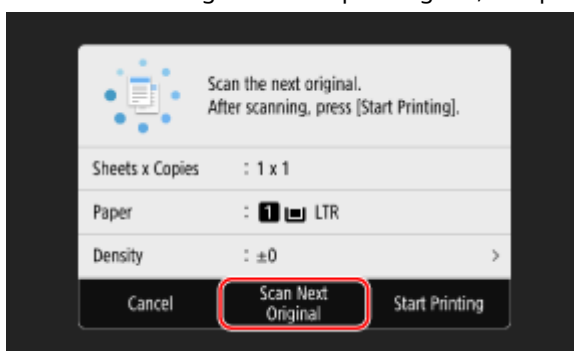 Scan the next original.
After scanning, press [Start Printing].
Sheets x Copies : 1 x 1
Paper : 1 LTR
Density : ±0 >
Cancel Scan Next Original Start Printing